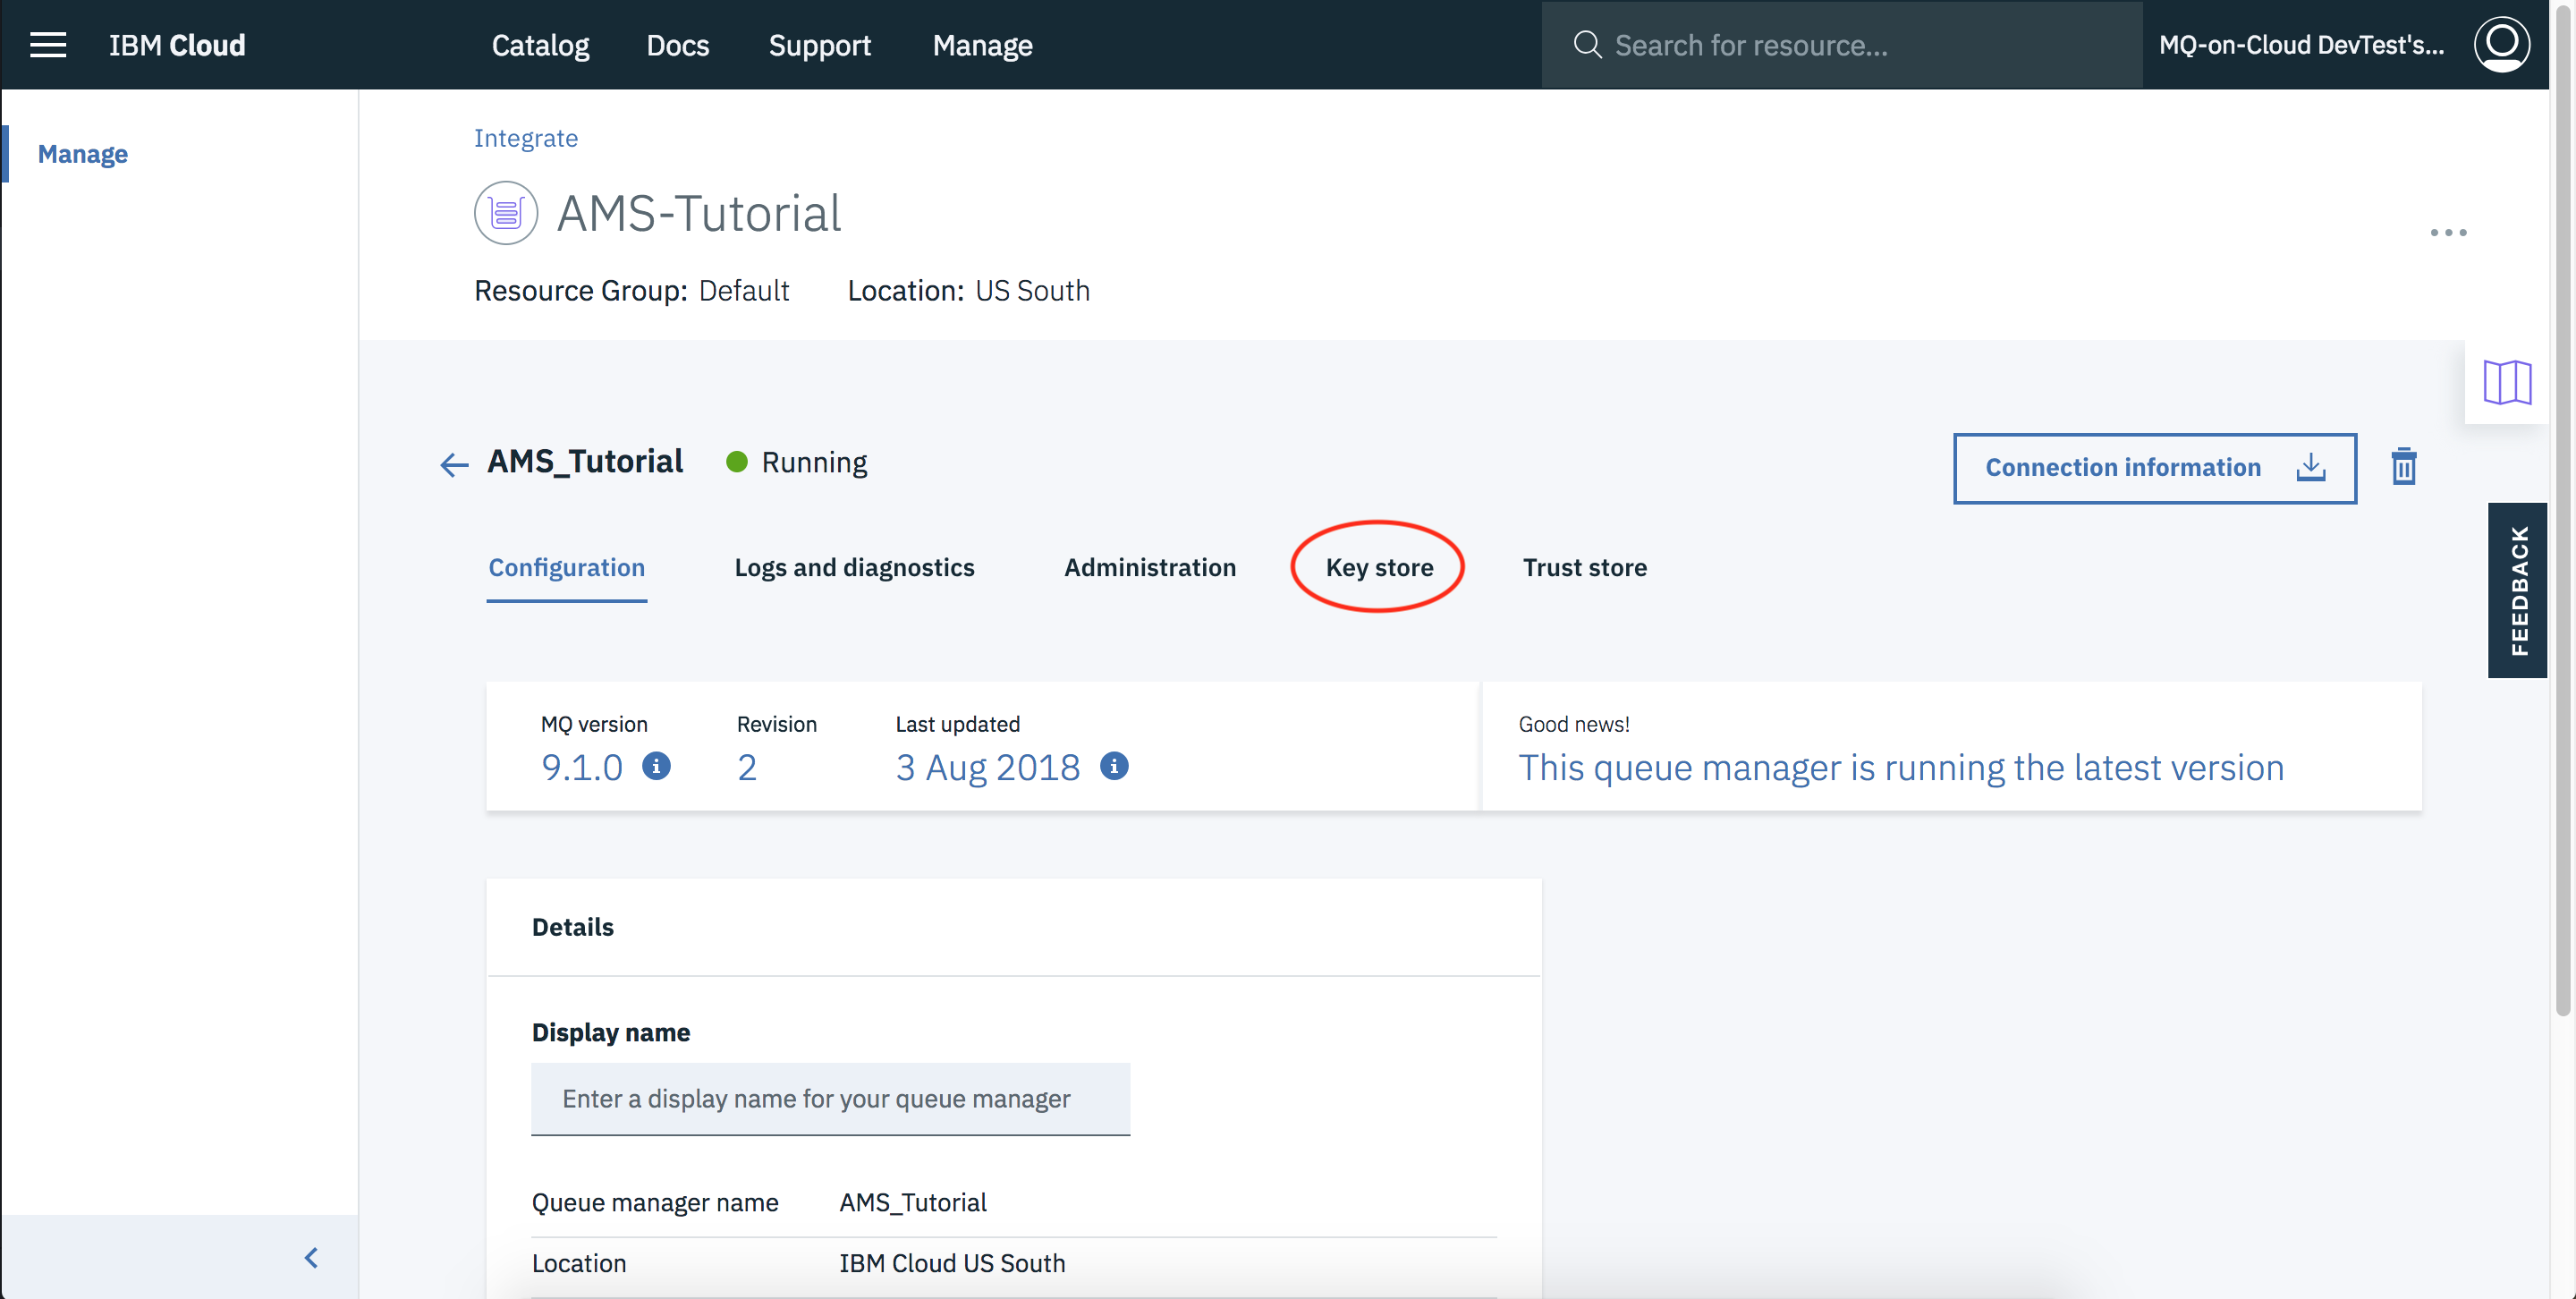 IBM Cloud Catalog Docs Support Manage Search for resource... MQ-on-Cloud DevTest's...
Manage
Integrate
AMS-Tutorial
Resource Group: Default Location: US South
AMS_Tutorial Running Connection information
Configuration Logs and diagnostics Administration Key store Trust store
FEEDBACK
MQ version Revision Last updated Good news!
9.1.0 2 3 Aug 2018 This queue manager is running the latest version
Details
Display name
Enter a display name for your queue manager
Queue manager name AMS_Tutorial
Location IBM Cloud US South